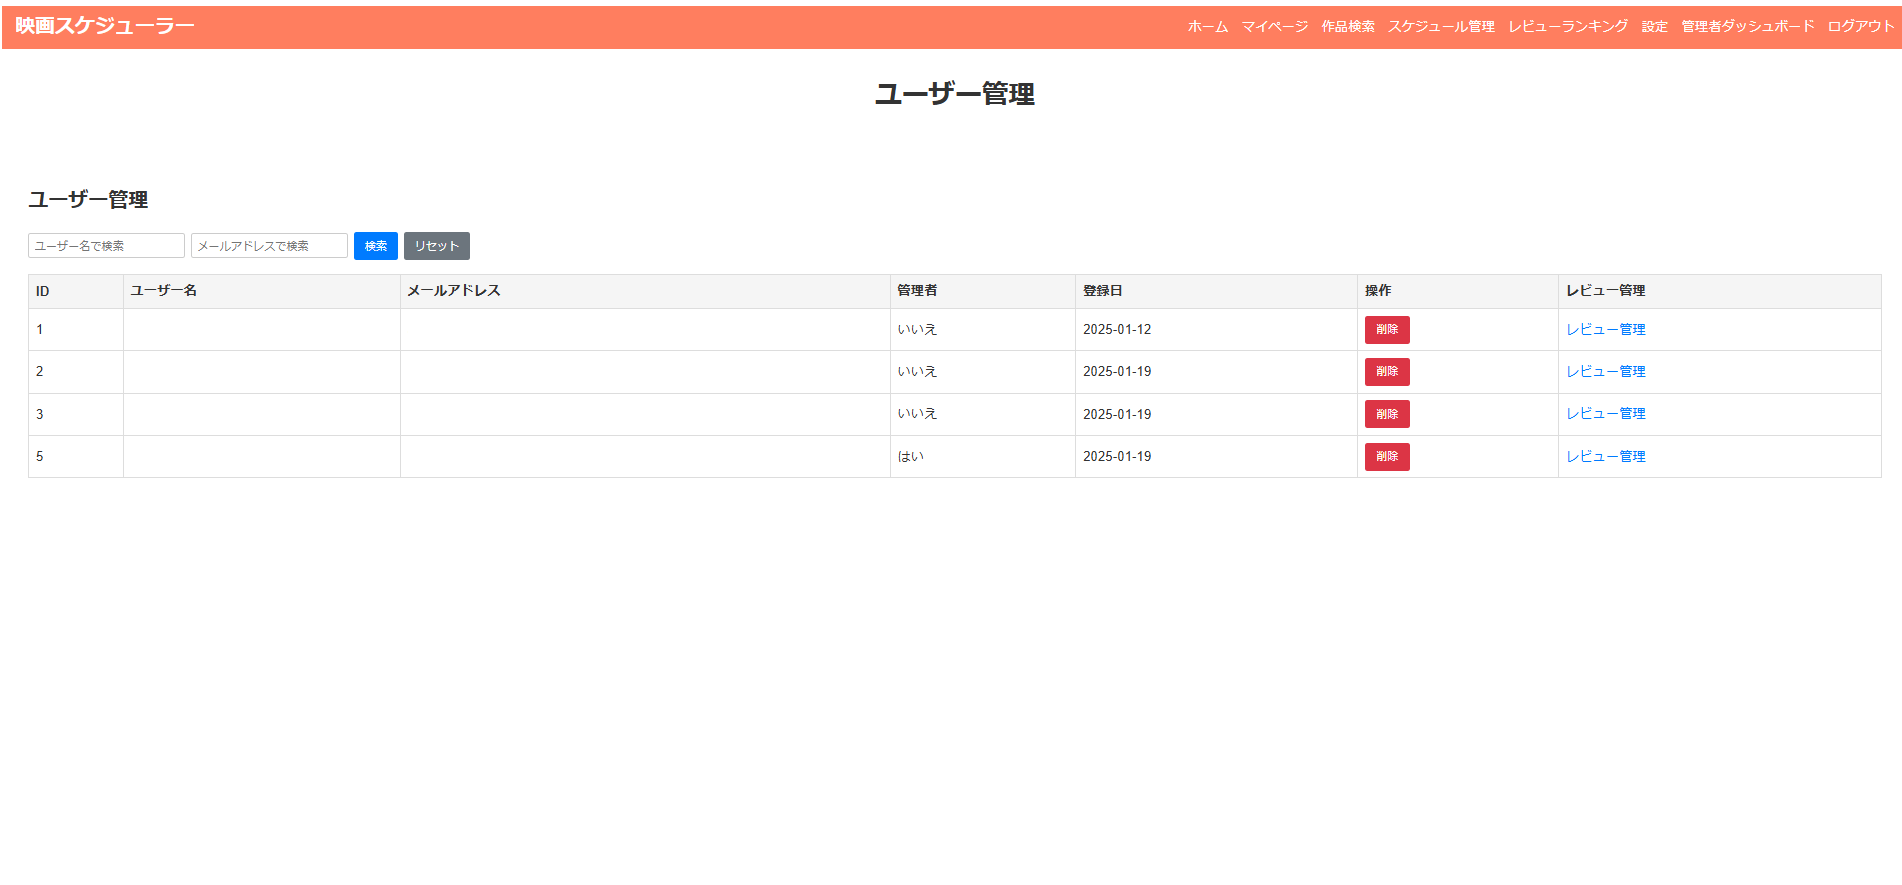 映画スケジューラー
ホーム マイページ 作品検索 スケジュール管理 レビューランキング 設定 管理者ダッシュボード ログアウト
ユーザー管理
ユーザー管理
ユーザー名で検索 メールアドレスで検索 検索 リセット
ID ユーザー名 メールアドレス 管理者 登録日 操作 レビュー管理
1 いいえ 2025-01-12 削除 レビュー管理
2 いいえ 2025-01-19 削除 レビュー管理
3 いいえ 2025-01-19 削除 レビュー管理
5 はい 2025-01-19 削除 レビュー管理